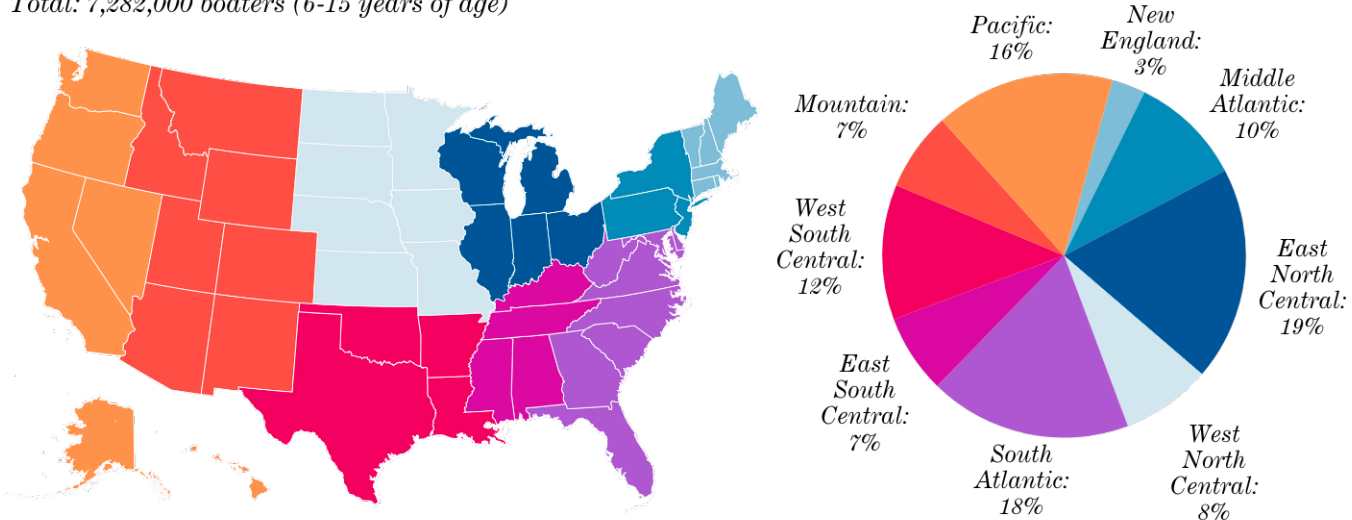 Total: 7,282,000 boaters (6-15 years of age)
New
England:
3%
Pacific:
16%
Middle
Atlantic:
10%
Mountain:
7%
West
South
Central:
12%
East
North
Central:
19%
East
South
Central:
7%
South
Atlantic:
18%
West
North
Central:
8%